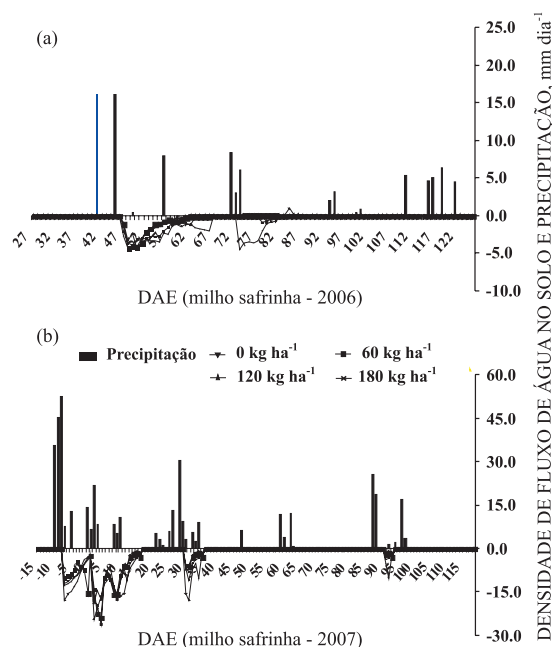 (a)
25.0
20.0
15.0
10.0
5.0
0.0
-5.0
-10.0
27 32 37 42 47 52 62 67 72 77 82 87 92 97 102 107 112 117 122
DAE (milho safrinha - 2006)
(b)
Precipitação 0 kg ha⁻¹ 60 kg ha⁻¹
120 kg ha⁻¹ 180 kg ha⁻¹
60.0
45.0
30.0
15.0
0.0
-15.0
-30.0
-15 -10 -5 -5 10 15 20 25 30 35 40 45 50 55 60 65 70 75 80 85 90 95 100 105 110 115
DAE (milho safrinha - 2007)
DENSIDADE DE FLUXO DE ÁGUA NO SOLO E PRECIPITAÇÃO, mm dia⁻¹